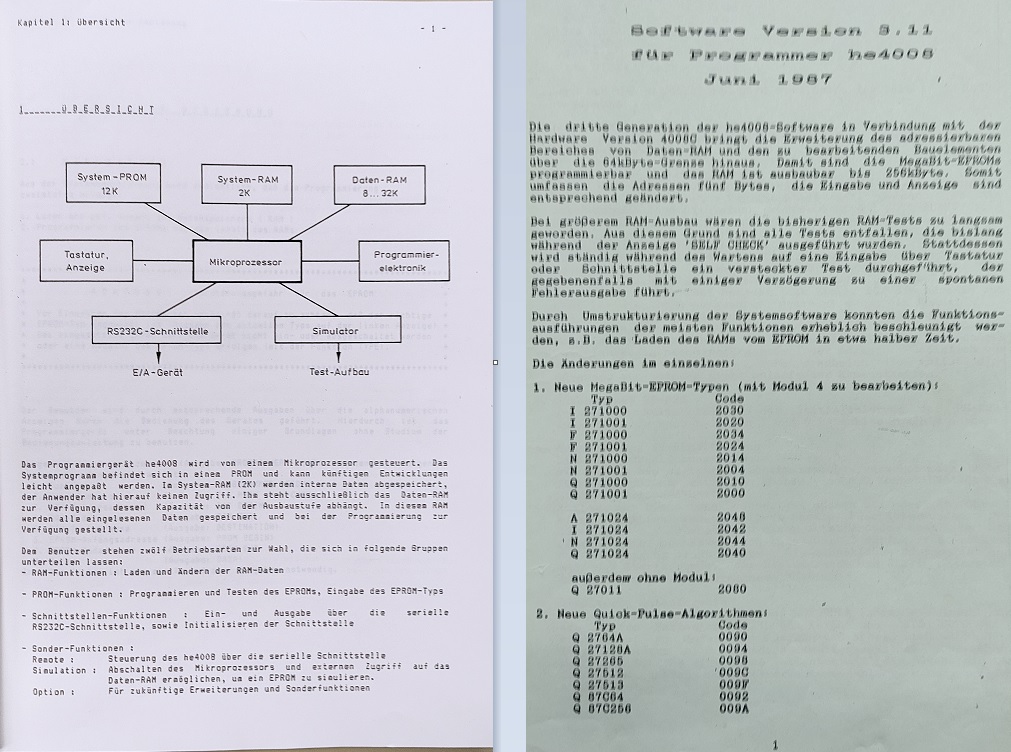 Kapitel 1: Übersicht
- 1 -
1 ÜBERSICHT
System-PROM
12K
System-RAM
2K
Daten-RAM
8...32K
Tastatur,
Anzeige
Mikroprozessor
Programmier-
elektronik
RS232C-Schnittstelle
Simulator
E/A-Gerät
Test-Aufbau
Das Programmiergerät he4008 wird von einem Mikroprozessor gesteuert. Das
Systemprogramm befindet sich in einem PROM und kann künftigen Entwicklungen
leicht angepaßt werden. Im System-RAM (2K) werden interne Daten abgespeichert,
der Anwender hat hierauf keinen Zugriff. Ihm steht ausschließlich das Daten-RAM
zur Verfügung, dessen Kapazität von der Ausbaustufe abhängt. In diesem RAM
werden alle eingelesenen Daten gespeichert und bei der Programmierung zur
Verfügung gestellt.
Dem Benutzer stehen zwölf Betriebsarten zur Wahl, die sich in folgende Gruppen
unterteilen lassen:
- RAM-Funktionen : Laden und Ändern der RAM-Daten
- PROM-Funktionen : Programmieren und Testen des EPROMs, Eingabe des EPROM-Typs
- Schnittstellen-Funktionen : Ein- und Ausgabe über die serielle
RS232C-Schnittstelle, sowie Initialisieren der Schnittstelle
- Sonder-Funktionen :
Remote : Steuerung des he4008 über die serielle Schnittstelle
Simulation : Abschalten des Mikroprozessors und externen Zugriff auf das
Daten-RAM ermöglichen, um ein EPROM zu simulieren.
Option : Für zukünftige Erweiterungen und Sonderfunktionen
Software Version 3.11
für Programmer he4008
Juni 1987
Die dritte Generation der he4008-Software in Verbindung mit der
Hardware Version 4008C bringt die Erweiterung des adressierbaren
Bereiches von Daten-RAM und den zu bearbeitenden Bauelementen
über die 64kByte-Grenze hinaus. Damit sind die MegaBit-EPROMs
programmierbar und das RAM ist ausbaubar bis 256kByte. Somit
umfassen die Adressen fünf Bytes, die Eingabe und Anzeige sind
entsprechend geändert.
Bei größerem RAM-Ausbau wären die bisherigen RAM-Tests zu langsam
geworden. Aus diesem Grund sind alle Tests entfallen, die bislang
während der Anzeige 'SELF CHECK' ausgeführt wurden. Stattdessen
wird ständig während des Wartens auf eine Eingabe über Tastatur
oder Schnittstelle ein versteckter Test durchgeführt, der
gegebenenfalls mit einiger Verzögerung zu einer spontanen
Fehlerausgabe führt.
Durch Umstrukturierung der Systemsoftware konnten die Funktions-
ausführungen der meisten Funktionen erheblich beschleunigt wer-
den, z.B. das Laden des RAMs vom EPROM in etwa halber Zeit.
Die Änderungen im einzelnen:
1. Neue MegaBit-EPROM-Typen (mit Modul 4 zu bearbeiten):
Typ Code
I 271000 2030
I 271001 2020
F 271000 2034
F 271001 2024
N 271000 2014
N 271001 2004
Q 271000 2010
Q 271001 2000
A 271024 2048
I 271024 2042
N 271024 2044
Q 271024 2040
außerdem ohne Modul:
Q 27011 2080
2. Neue Quick-Pulse-Algorithmen:
Typ Code
Q 2764A 0090
Q 27128A 0094
Q 27256 0098
Q 27512 009C
Q 27513 009F
Q 87C64 0092
Q 87C256 009A
1